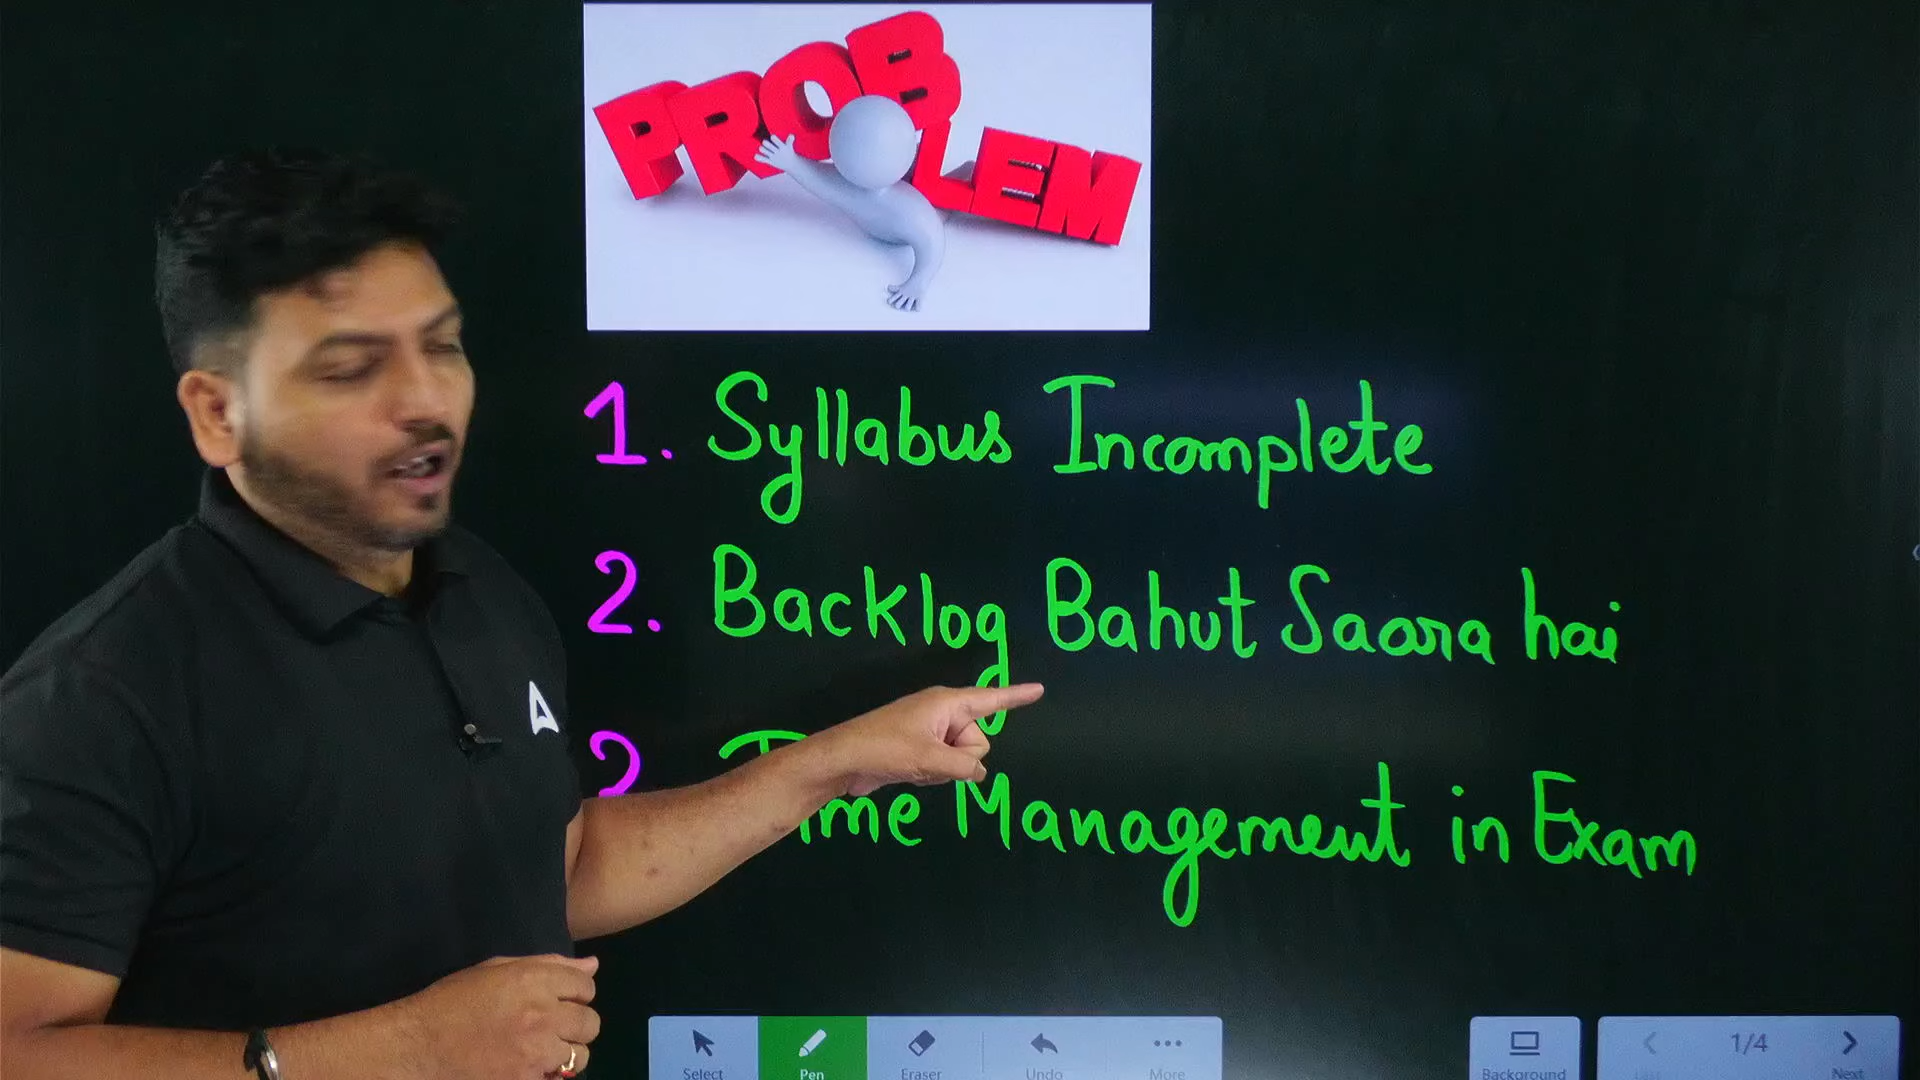 PROBLEM
1. Syllabus Incomplete
2. Backlog Bahut Saara hai
Management in Exam
Select
Pen
Eraser
Undo
More
Background
1/4
Next